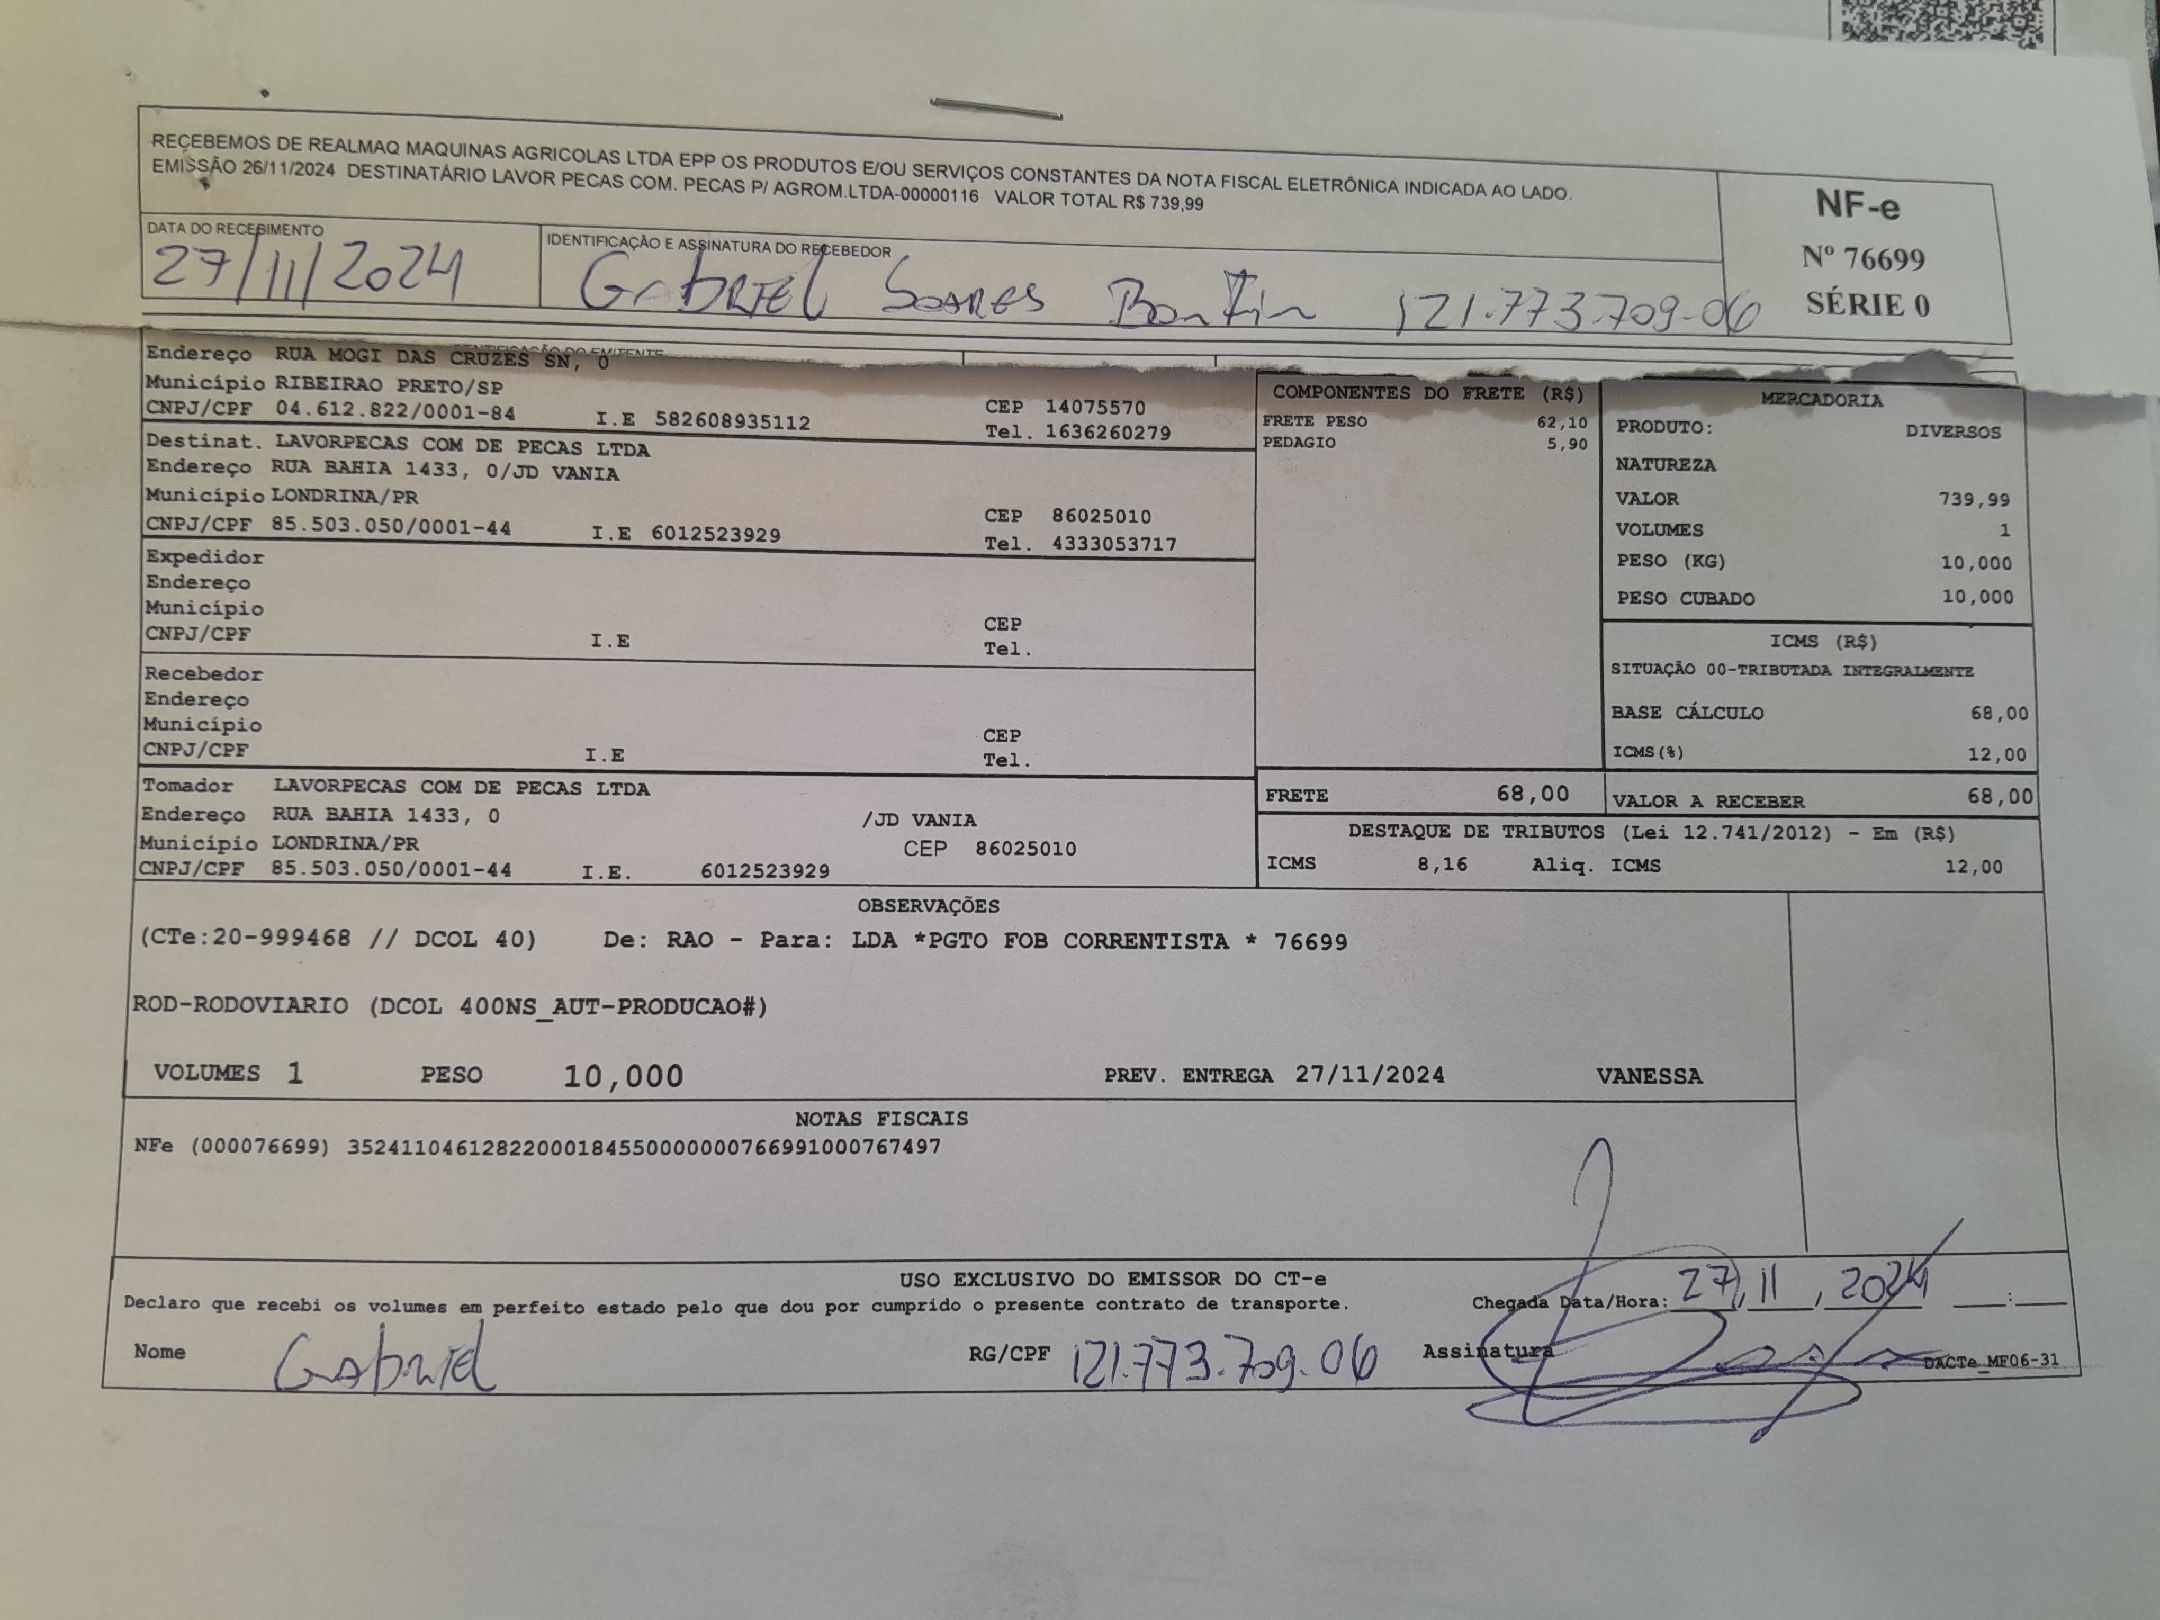 RECEBEMOS DE REALMAQ MAQUINAS AGRICOLAS LTDA EPP OS PRODUTOS E/OU SERVIÇOS CONSTANTES DA NOTA FISCAL ELETRÔNICA INDICADA AO LADO.
EMISSÃO 26/11/2024 DESTINATÁRIO LAVOR PECAS COM. PECAS P/ AGROM.LTDA-00000116 VALOR TOTAL R$ 739,99
NF-e
Nº 76699
SÉRIE 0
DATA DO RECEBIMENTO
27/11/2024
IDENTIFICAÇÃO E ASSINATURA DO RECEBEDOR
Gabriel Soares Bonfim 121.773.709-06
Endereço RUA MOGI DAS CRUZES SN, 0
Município RIBEIRAO PRETO/SP
CNPJ/CPF 04.612.822/0001-84 I.E 582608935112
CEP 14075570
Tel. 1636260279
Destinat. LAVORPECAS COM DE PECAS LTDA
Endereço RUA BAHIA 1433, 0/JD VANIA
Município LONDRINA/PR
CNPJ/CPF 85.503.050/0001-44 I.E 6012523929
CEP 86025010
Tel. 4333053717
Expedidor
Endereço
Município
CNPJ/CPF I.E
CEP
Tel.
Recebedor
Endereço
Município
CNPJ/CPF I.E
CEP
Tel.
Tomador LAVORPECAS COM DE PECAS LTDA
Endereço RUA BAHIA 1433, 0 /JD VANIA
Município LONDRINA/PR CEP 86025010
CNPJ/CPF 85.503.050/0001-44 I.E. 6012523929
COMPONENTES DO FRETE (R$)
FRETE PESO 62,10
PEDAGIO 5,90
MERCADORIA
PRODUTO: DIVERSOS
NATUREZA
VALOR 739,99
VOLUMES 1
PESO (KG) 10,000
PESO CUBADO 10,000
ICMS (R$)
SITUAÇÃO 00-TRIBUTADA INTEGRALMENTE
BASE CÁLCULO 68,00
ICMS(%) 12,00
FRETE 68,00
VALOR A RECEBER 68,00
DESTAQUE DE TRIBUTOS (Lei 12.741/2012) - Em (R$)
ICMS 8,16 Aliq. ICMS 12,00
OBSERVAÇÕES
(CTe:20-999468 // DCOL 40) De: RAO - Para: LDA *PGTO FOB CORRENTISTA * 76699
ROD-RODOVIARIO (DCOL 400NS_AUT-PRODUCAO#)
VOLUMES 1 PESO 10,000 PREV. ENTREGA 27/11/2024 VANESSA
NOTAS FISCAIS
NFe (000076699) 35241104612822000184550000000766991000767497
USO EXCLUSIVO DO EMISSOR DO CT-e
Declaro que recebi os volumes em perfeito estado pelo que dou por cumprido o presente contrato de transporte.
Chegada Data/Hora: 27, 11 , 2024 __:__
Nome Gabriel RG/CPF 121.773.709.06 Assinatura
DACTe_MF06-31